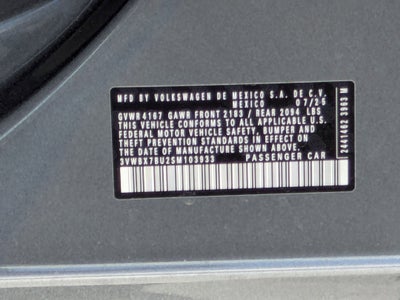 MFD BY VOLKSWAGEN DE MEXICO S.A. DE C.V.
MEXICO 07/25
GVWR 4167 GAWR FRONT 2183 / REAR 2094 LBS
THIS VEHICLE CONFORMS TO ALL APPLICABLE U.S.
FEDERAL MOTOR VEHICLE SAFETY, BUMPER AND
THEFT PREVENTION STANDARDS IN EFFECT ON
THE DATE OF MANUFACTURE SHOWN ABOVE.
3VWBX7BU2SM103933 PASSENGER CAR
2441462 3963 M